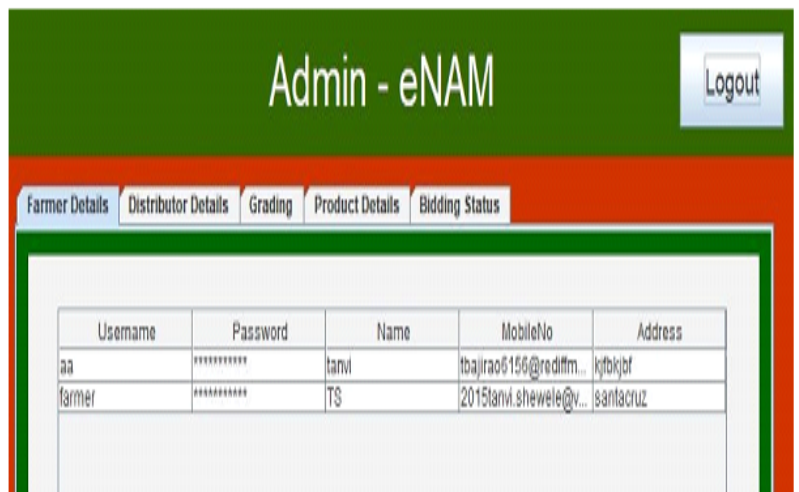 Admin - eNAM
Logout
Farmer Details Distributor Details Grading Product Details Bidding Status
Username Password Name MobileNo Address
aa *********** tanvi tbajirao6156@rediffm... kjfbkjbf
farmer *********** TS 2015tanvi.shewele@v... santacruz